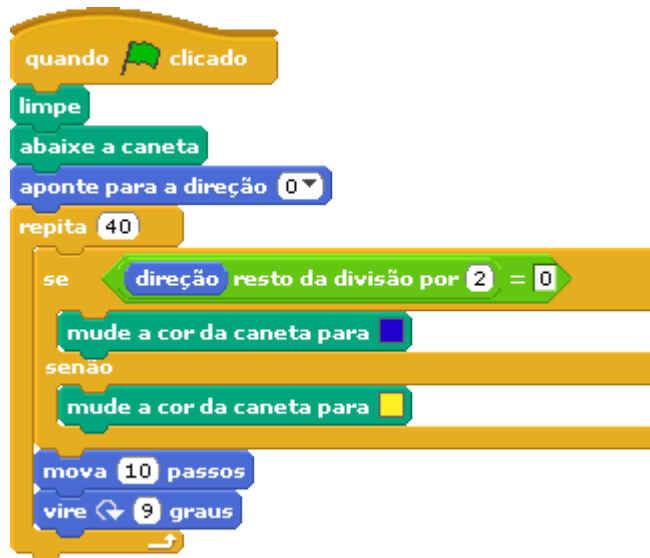 quando clicado
limpe
abaixe a caneta
aponte para a direção 0
repita 40
se direção resto da divisão por 2 = 0
mude a cor da caneta para
senão
mude a cor da caneta para
mova 10 passos
vire 9 graus